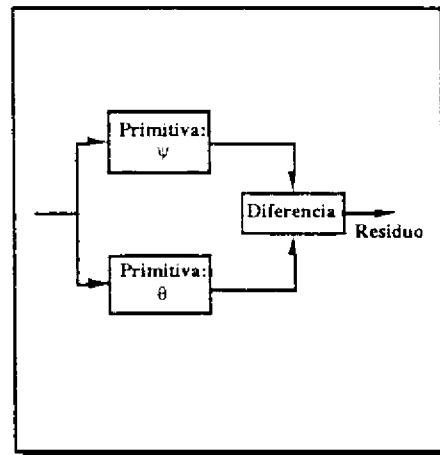 Primitiva:
ψ
Diferencia
Residuo
Primitiva:
θ